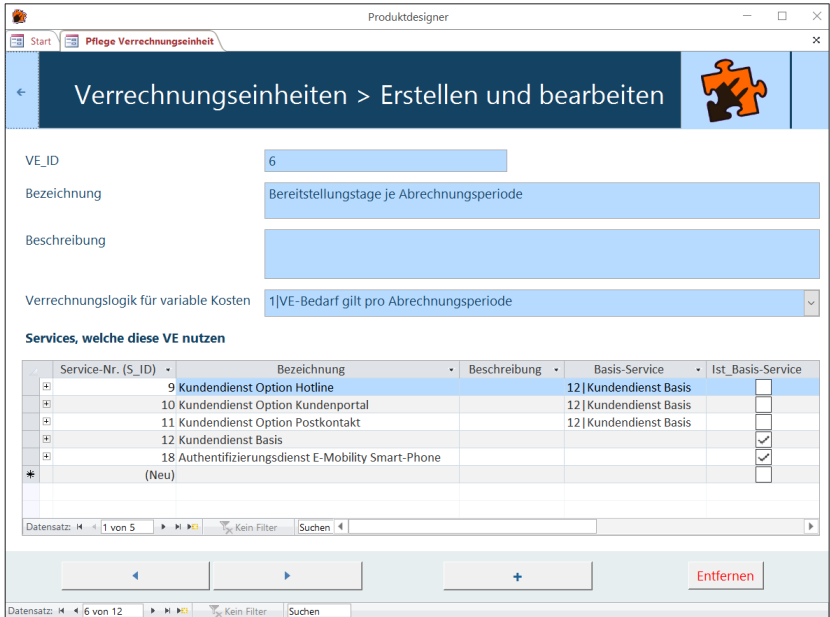 Produktdesigner
Start Pflege Verrechnungseinheit
Verrechnungseinheiten > Erstellen und bearbeiten
VE_ID 6
Bezeichnung Bereitstellungstage je Abrechnungsperiode
Beschreibung
Verrechnungslogik für variable Kosten 1|VE-Bedarf gilt pro Abrechnungsperiode
Services, welche diese VE nutzen
Service-Nr. (S_ID) Bezeichnung Beschreibung Basis-Service Ist_Basis-Service
9 Kundendienst Option Hotline 12|Kundendienst Basis
10 Kundendienst Option Kundenportal 12|Kundendienst Basis
11 Kundendienst Option Postkontakt 12|Kundendienst Basis
12 Kundendienst Basis
18 Authentifizierungsdienst E-Mobility Smart-Phone
(Neu)
Datensatz: 1 von 5 Kein Filter Suchen
+ Entfernen
Datensatz: 6 von 12 Kein Filter Suchen